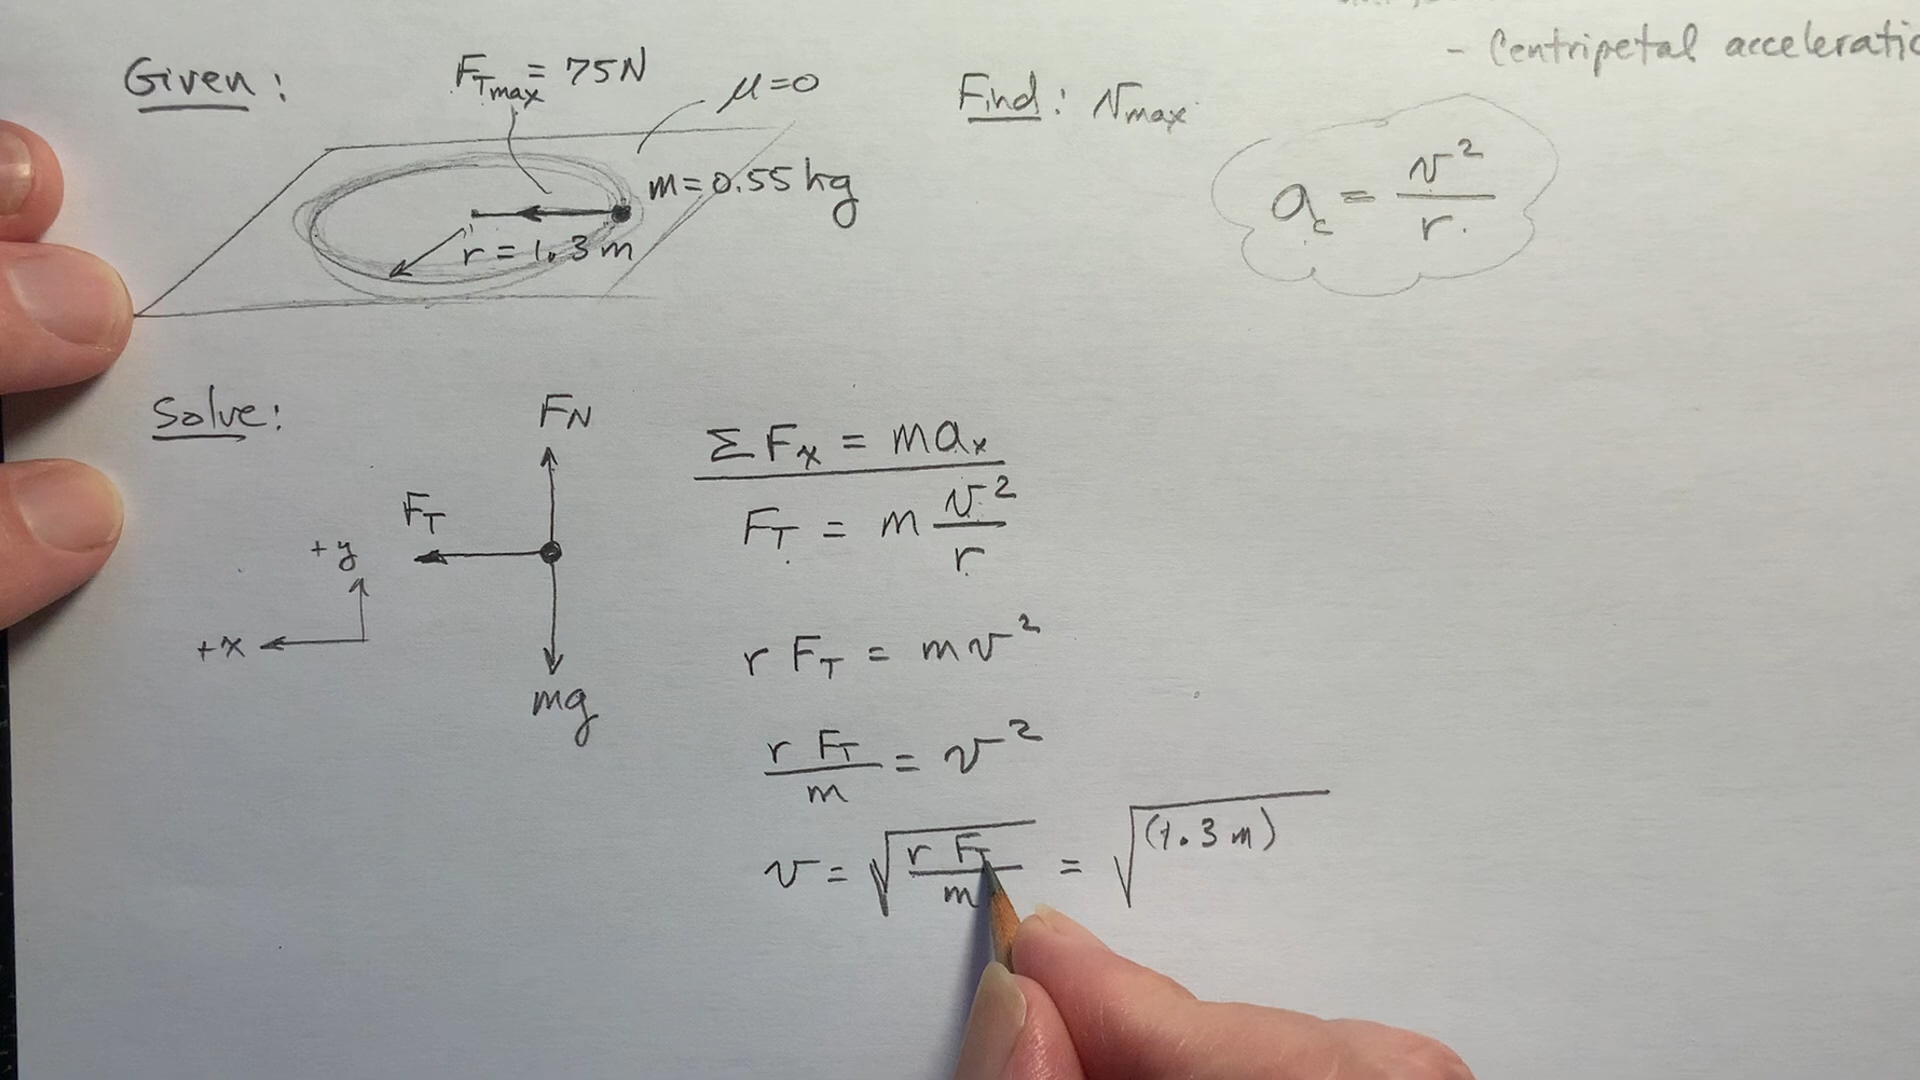 - Centripetal acceleratio
Given: F_Tmax = 75N μ=0
Find: v_max
m=0.55 kg
r = 1.3 m
a_c = v²/r
Solve:
F_N
F_T
+y
+x
mg
ΣF_x = ma_x
F_T = m v²/r
r F_T = mv²
r F_T/m = v²
v = √(r F_T/m) = √((1.3 m)